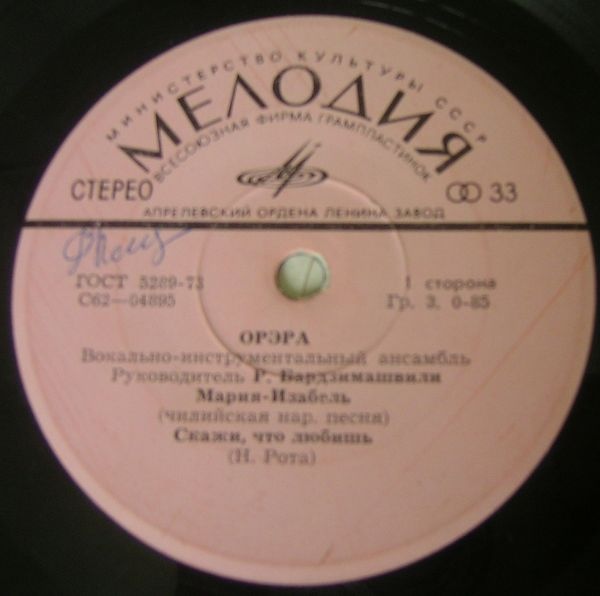 МИНИСТЕРСТВО КУЛЬТУРЫ СССР
МЕЛОДИЯ
ВСЕСОЮЗНАЯ ФИРМА ГРАМПЛАСТИНОК
СТЕРЕО 33
АПРЕЛЕВСКИЙ ОРДЕНА ЛЕНИНА ЗАВОД
ГОСТ 5289-73 1 сторона
С62—04895 Гр. 3, 0-85
ОРЭРА
Вокально-инструментальный ансамбль
Руководитель Р. Бардзимашвили
Мария-Изабель
(чилийская нар. песня)
Скажи, что любишь
(Н. Рота)